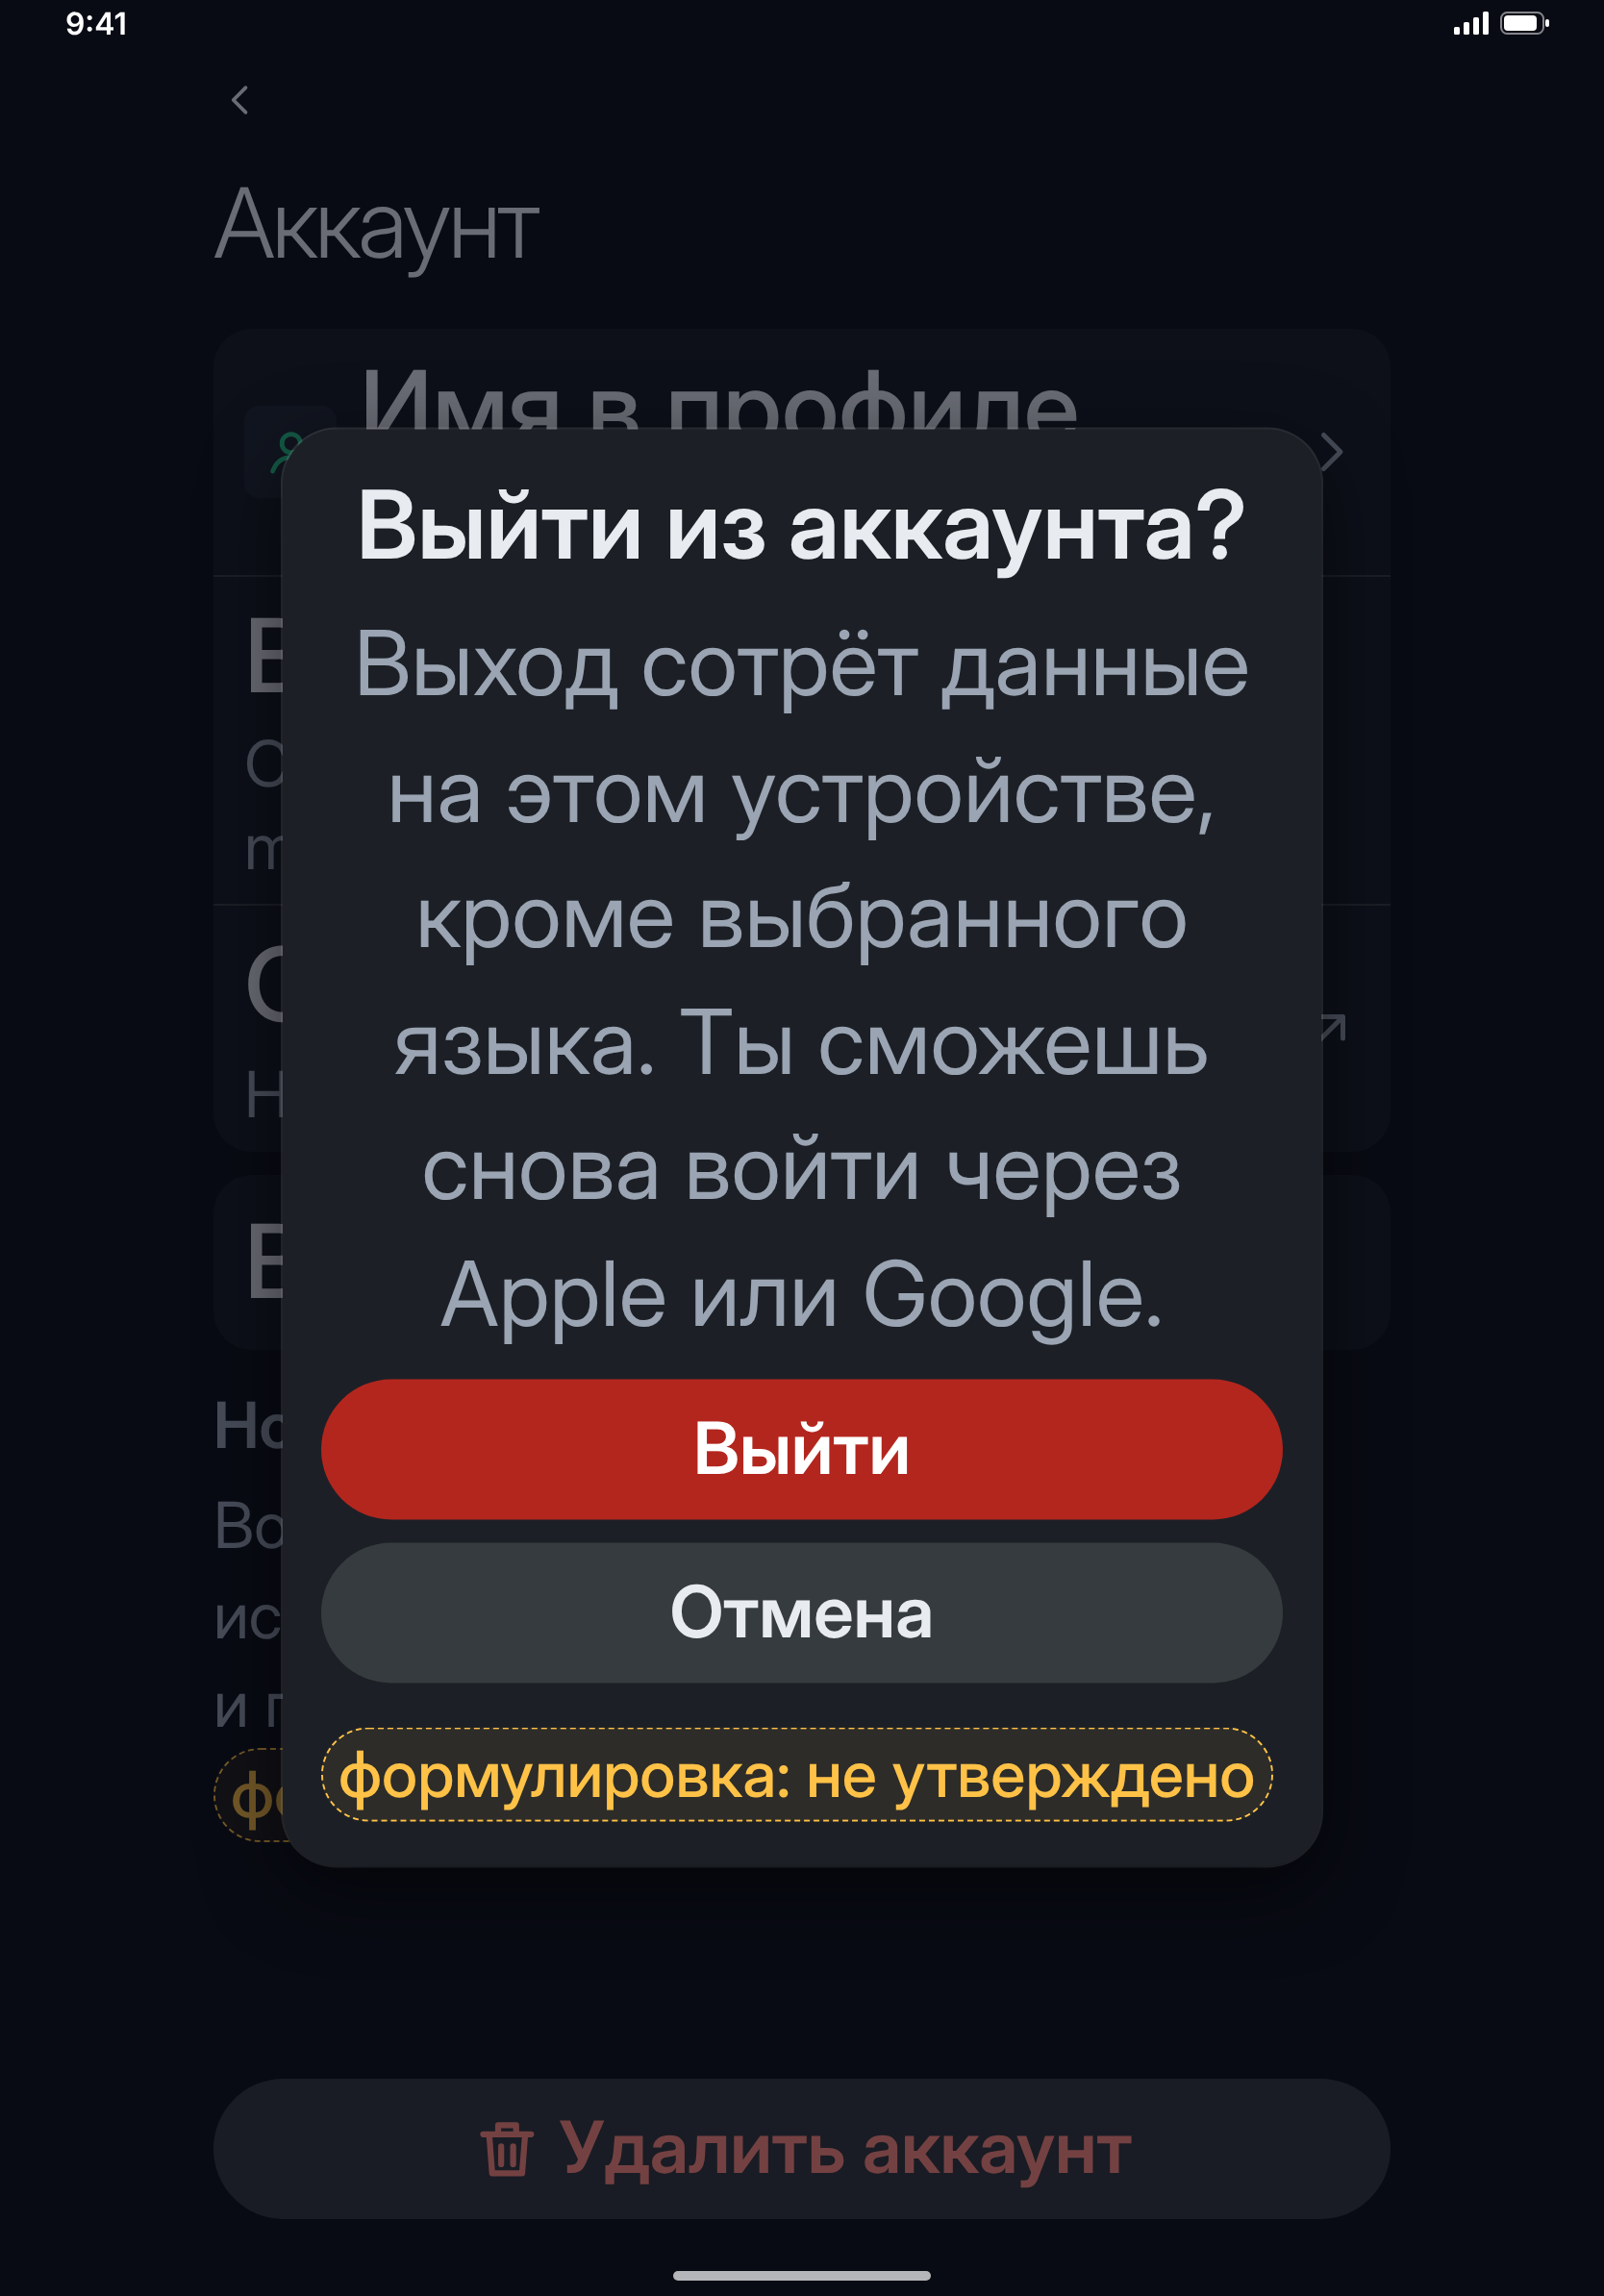 9:41
Аккаунт
Имя в профиле
Выйти из аккаунта?
Выход сотрёт данные
на этом устройстве,
кроме выбранного
языка. Ты сможешь
снова войти через
Apple или Google.
Выйти
Отмена
формулировка: не утверждено
Удалить аккаунт